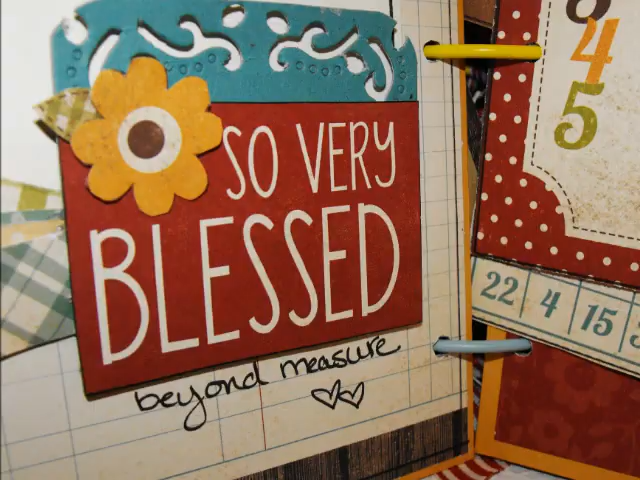 SO VERY
BLESSED
beyond measure
4
5
22 4 15